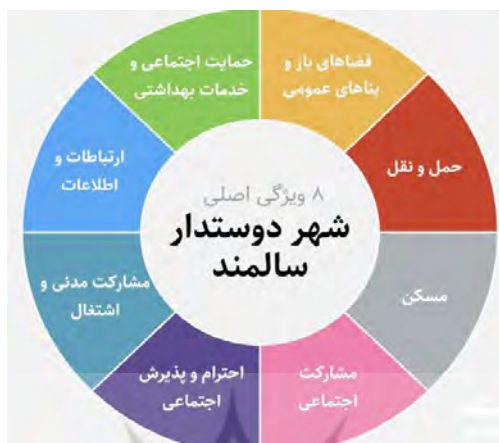 ۸ ویژگی اصلی
شهر دوستدار
سالمند
فضاهای باز و
بناهای عمومی
حمل و نقل
مسکن
مشارکت
اجتماعی
احترام و پذیرش
اجتماعی
مشارکت مدنی و
اشتغال
ارتباطات و
اطلاعات
حمایت اجتماعی و
خدمات بهداشتی